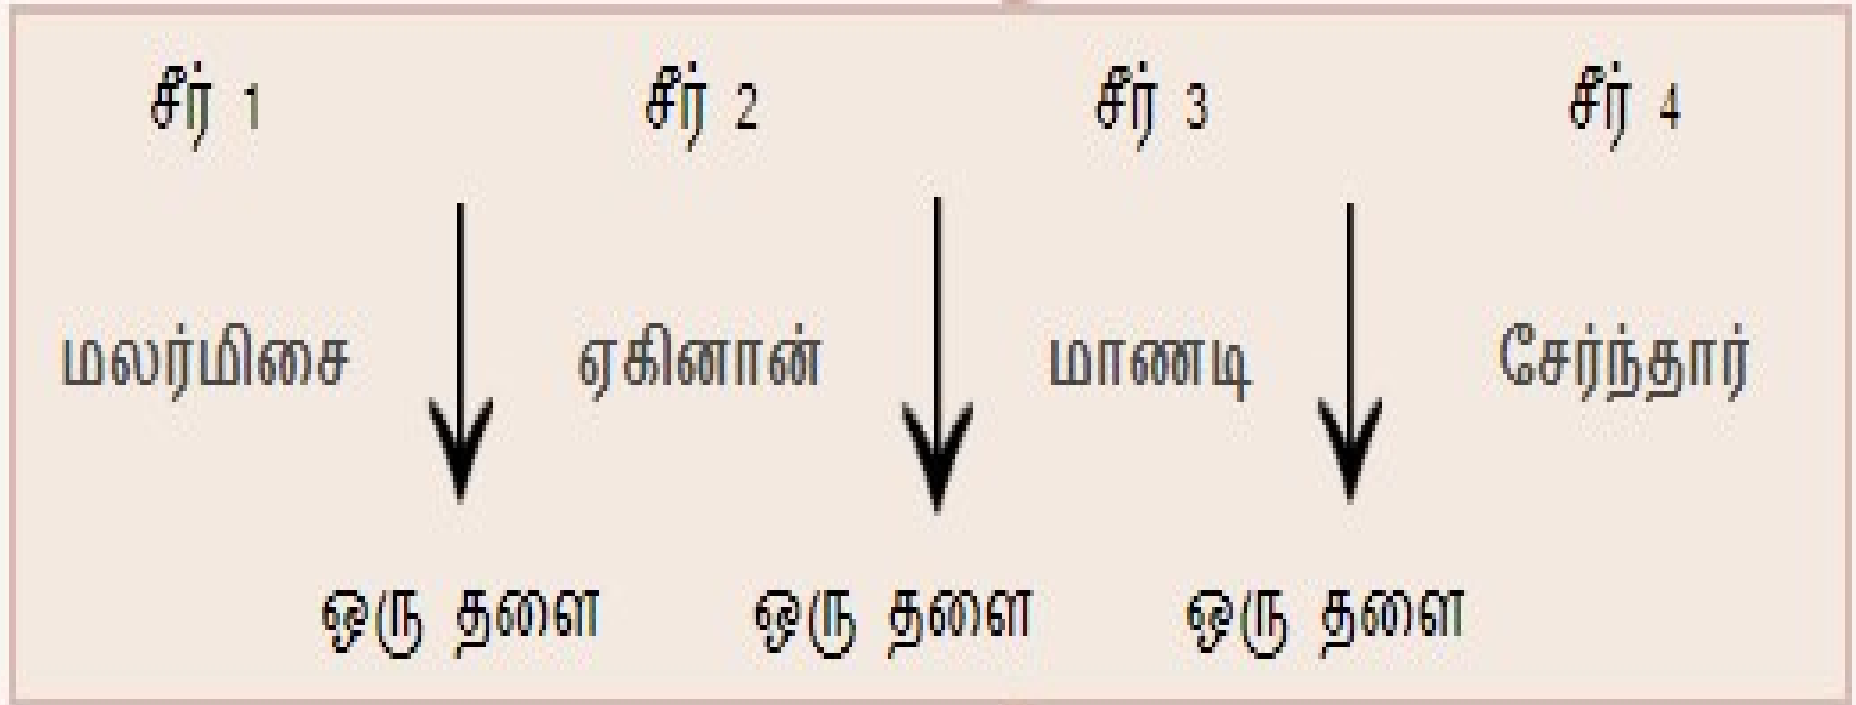 சீர் 1 சீர் 2 சீர் 3 சீர் 4
மலர்மிசை ஏகினான் மாணடி சேர்ந்தார்
ஒரு தளை ஒரு தளை ஒரு தளை